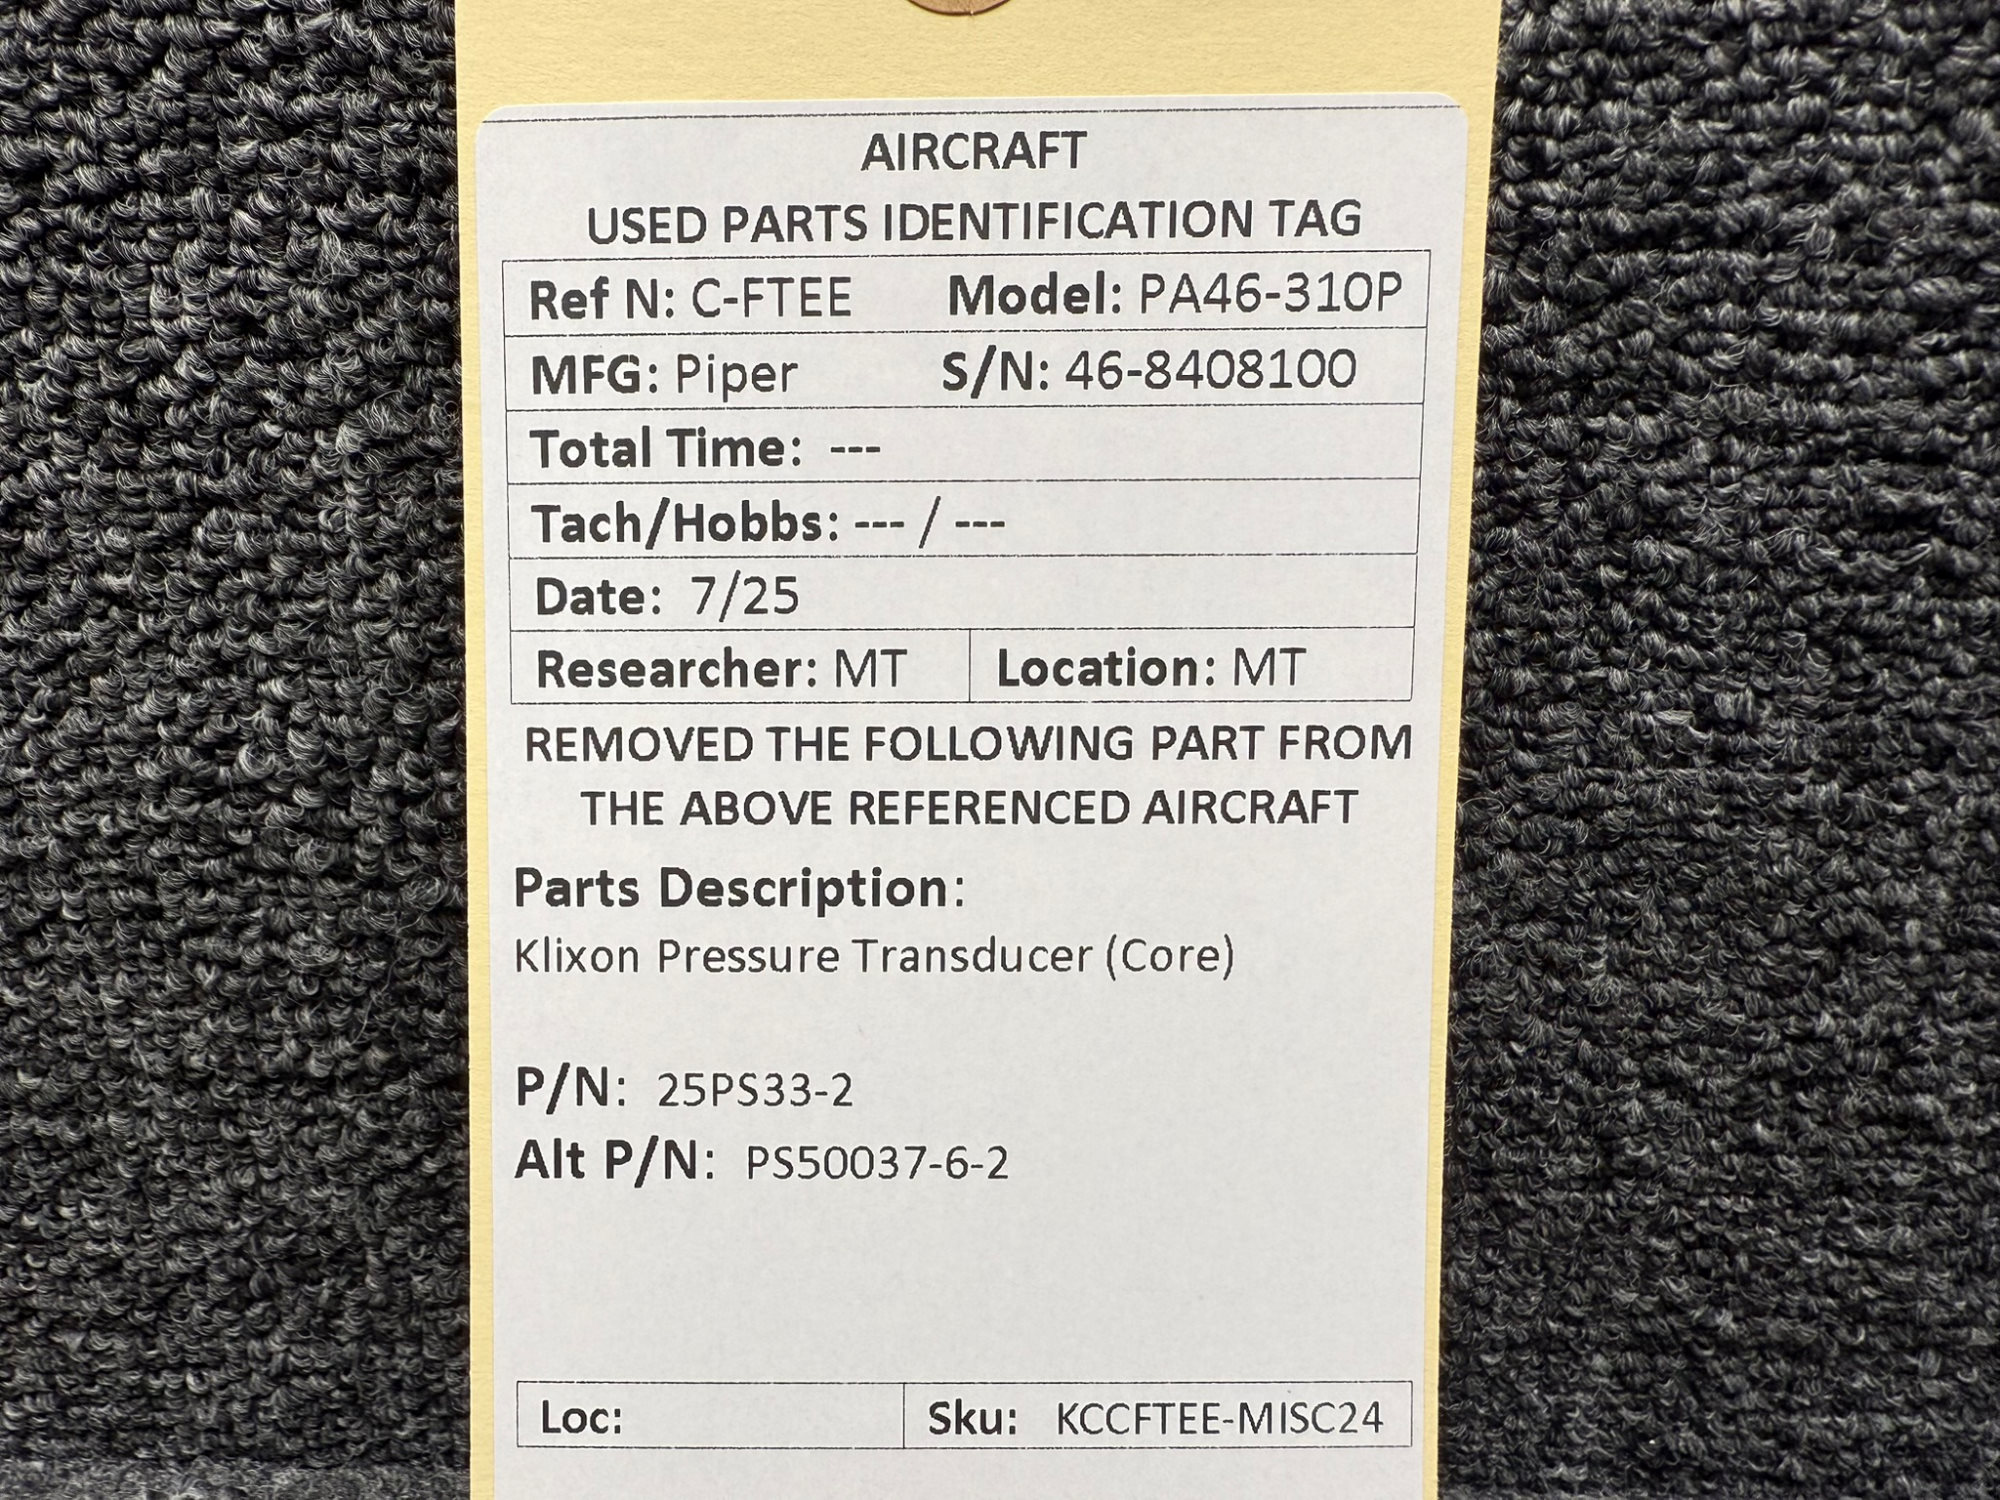 AIRCRAFT
USED PARTS IDENTIFICATION TAG
Ref N: C-FTEE Model: PA46-310P
MFG: Piper S/N: 46-8408100
Total Time: ---
Tach/Hobbs: --- / ---
Date: 7/25
Researcher: MT Location: MT
REMOVED THE FOLLOWING PART FROM
THE ABOVE REFERENCED AIRCRAFT
Parts Description:
Klixon Pressure Transducer (Core)
P/N: 25PS33-2
Alt P/N: PS50037-6-2
Loc: Sku: KCCFTEE-MISC24